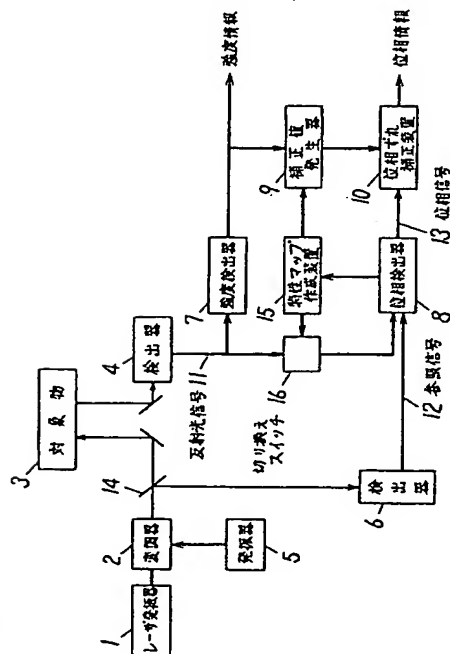 1
レーザ発振器
2
変調器
5
発振器
14
3
対象物
4
検出器
11
反射光信号
6
検出器
12 参照信号
7
強度検出器
強度情報
15
特性マップ
作成装置
16
切り換え
スイッチ
8
位相検出器
13 位相信号
9
補正値
発生器
10
位相ずれ
補正装置
位相情報